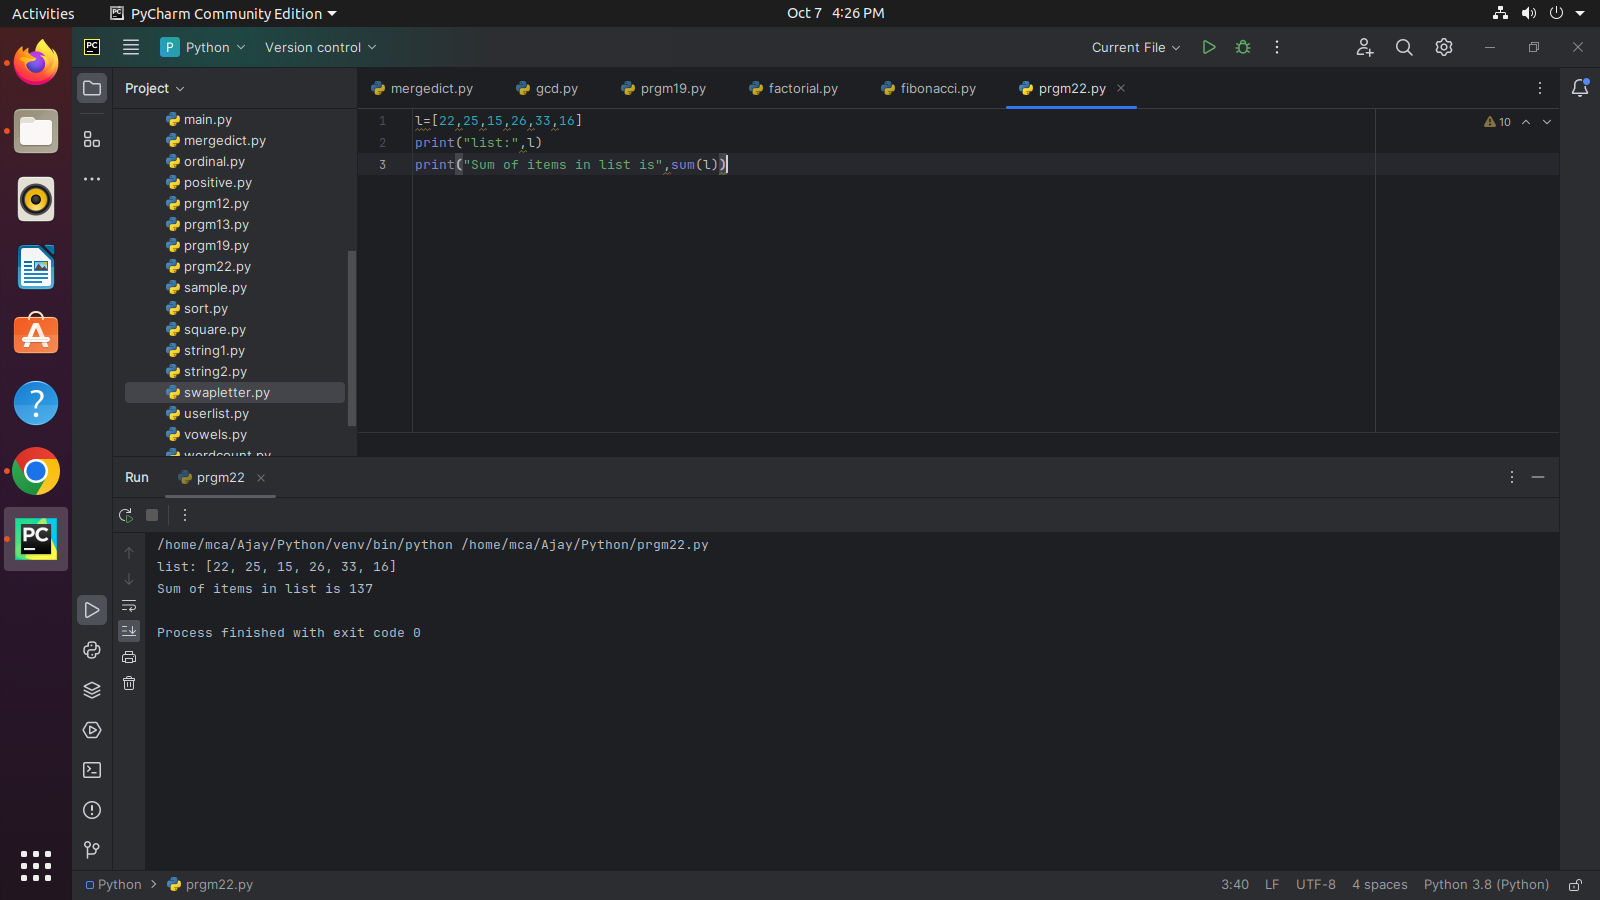 Activities PyCharm Community Edition Oct 7 4:26 PM
PC P Python Version control Current File
Project
main.py
mergedict.py
ordinal.py
positive.py
prgm12.py
prgm13.py
prgm19.py
prgm22.py
sample.py
sort.py
square.py
string1.py
string2.py
swapletter.py
userlist.py
vowels.py
wordcount.py
mergedict.py gcd.py prgm19.py factorial.py fibonacci.py prgm22.py
1 l=[22,25,15,26,33,16]
2 print("list:",l)
3 print("Sum of items in list is",sum(l))
10
Run prgm22
/home/mca/Ajay/Python/venv/bin/python /home/mca/Ajay/Python/prgm22.py
list: [22, 25, 15, 26, 33, 16]
Sum of items in list is 137
Process finished with exit code 0
PC
Python prgm22.py 3:40 LF UTF-8 4 spaces Python 3.8 (Python)